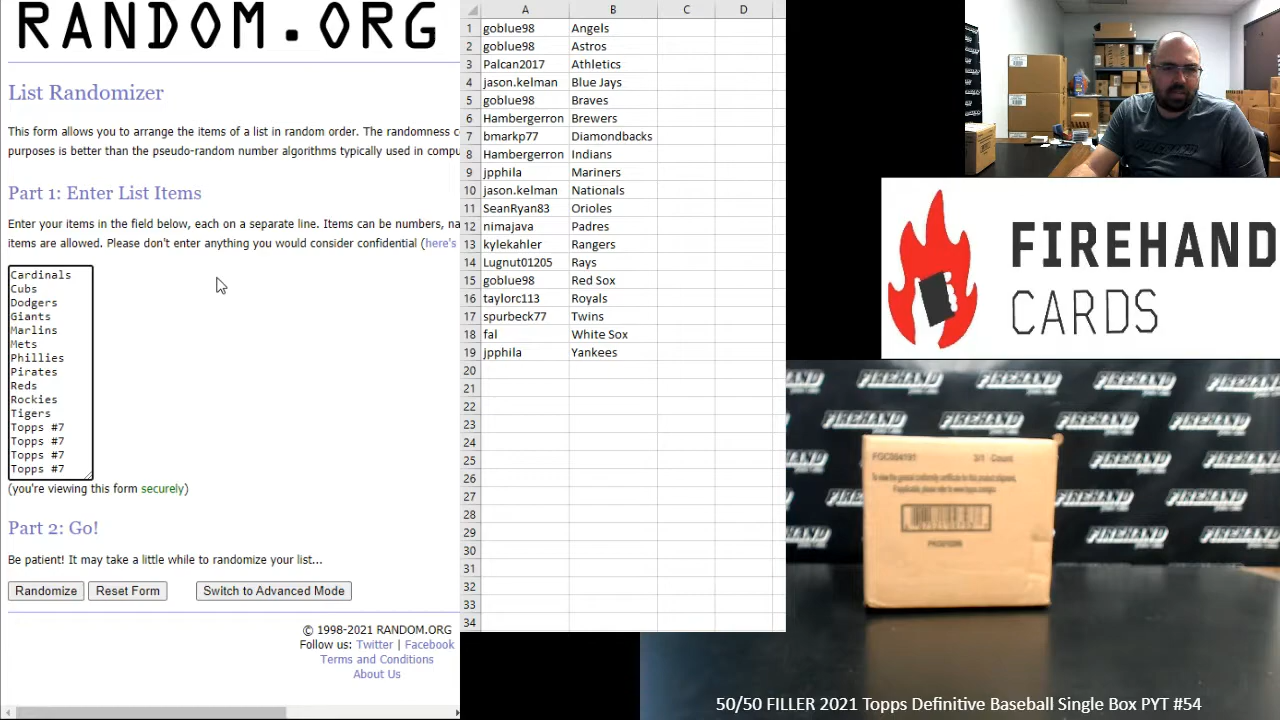 RANDOM.ORG
List Randomizer
This form allows you to arrange the items of a list in random order. The randomness c
purposes is better than the pseudo-random number algorithms typically used in compu
Part 1: Enter List Items
Enter your items in the field below, each on a separate line. Items can be numbers, na
items are allowed. Please don't enter anything you would consider confidential (here's
Cardinals
Cubs
Dodgers
Giants
Marlins
Mets
Phillies
Pirates
Reds
Rockies
Tigers
Topps #7
Topps #7
Topps #7
Topps #7
(you're viewing this form securely)
Part 2: Go!
Be patient! It may take a little while to randomize your list...
Randomize Reset Form Switch to Advanced Mode
© 1998-2021 RANDOM.ORG
Follow us: Twitter | Facebook
Terms and Conditions
About Us
A B C D
1 goblue98 Angels
2 goblue98 Astros
3 Palcan2017 Athletics
4 jason.kelman Blue Jays
5 goblue98 Braves
6 Hambergerron Brewers
7 bmarkp77 Diamondbacks
8 Hambergerron Indians
9 jpphila Mariners
10 jason.kelman Nationals
11 SeanRyan83 Orioles
12 nimajava Padres
13 kylekahler Rangers
14 Lugnut01205 Rays
15 goblue98 Red Sox
16 taylorc113 Royals
17 spurbeck77 Twins
18 fal White Sox
19 jpphila Yankees
20
21
22
23
24
25
26
27
28
29
30
31
32
33
34
FIREHAND
CARDS
FIREHAND FIREHAND FIREHAND FIREHAND
3/1 Count
50/50 FILLER 2021 Topps Definitive Baseball Single Box PYT #54